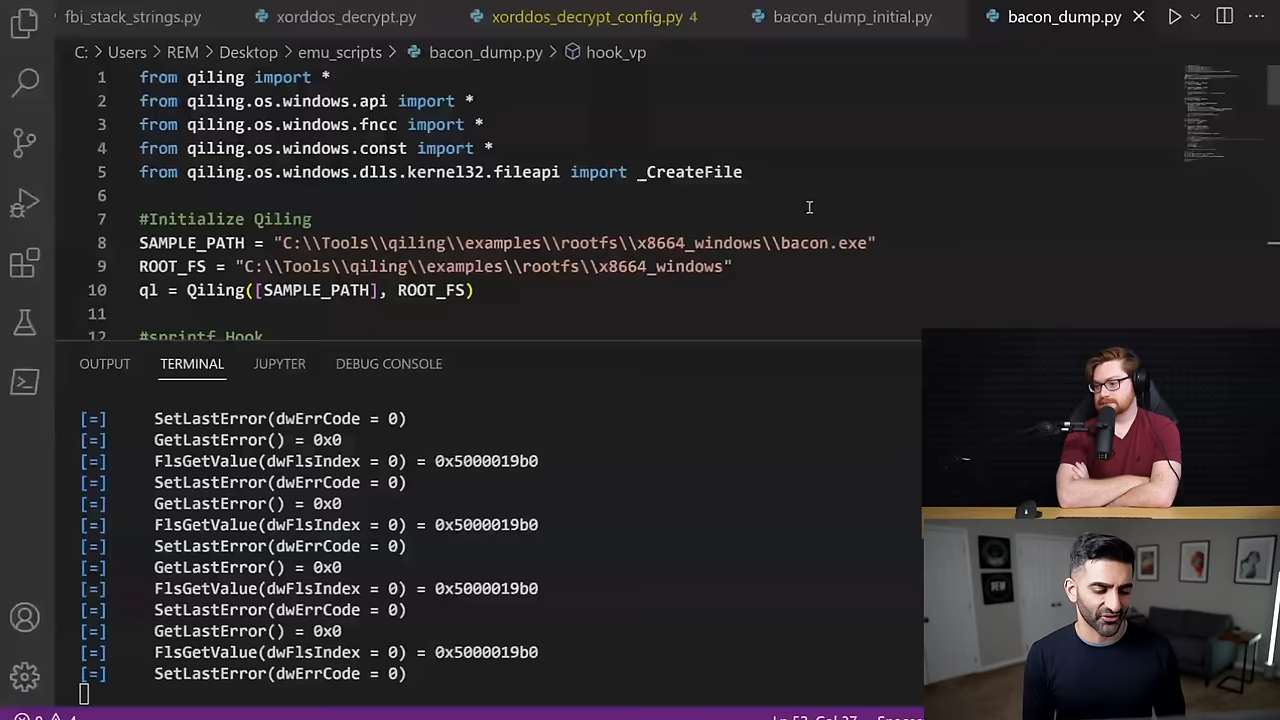 fbi_stack_strings.py xorddos_decrypt.py xorddos_decrypt_config.py 4 bacon_dump_initial.py bacon_dump.py
C: > Users > REM > Desktop > emu_scripts > bacon_dump.py > hook_vp
1 from qiling import *
2 from qiling.os.windows.api import *
3 from qiling.os.windows.fncc import *
4 from qiling.os.windows.const import *
5 from qiling.os.windows.dlls.kernel32.fileapi import _CreateFile
6
7 #Initialize Qiling
8 SAMPLE_PATH = "C:\\Tools\\qiling\\examples\\rootfs\\x8664_windows\\bacon.exe"
9 ROOT_FS = "C:\\Tools\\qiling\\examples\\rootfs\\x8664_windows"
10 ql = Qiling([SAMPLE_PATH], ROOT_FS)
11
12 #sprintf Hook
OUTPUT TERMINAL JUPYTER DEBUG CONSOLE
[=] SetLastError(dwErrCode = 0)
[=] GetLastError() = 0x0
[=] FlsGetValue(dwFlsIndex = 0) = 0x5000019b0
[=] SetLastError(dwErrCode = 0)
[=] GetLastError() = 0x0
[=] FlsGetValue(dwFlsIndex = 0) = 0x5000019b0
[=] SetLastError(dwErrCode = 0)
[=] GetLastError() = 0x0
[=] FlsGetValue(dwFlsIndex = 0) = 0x5000019b0
[=] SetLastError(dwErrCode = 0)
[=] GetLastError() = 0x0
[=] FlsGetValue(dwFlsIndex = 0) = 0x5000019b0
[=] SetLastError(dwErrCode = 0)